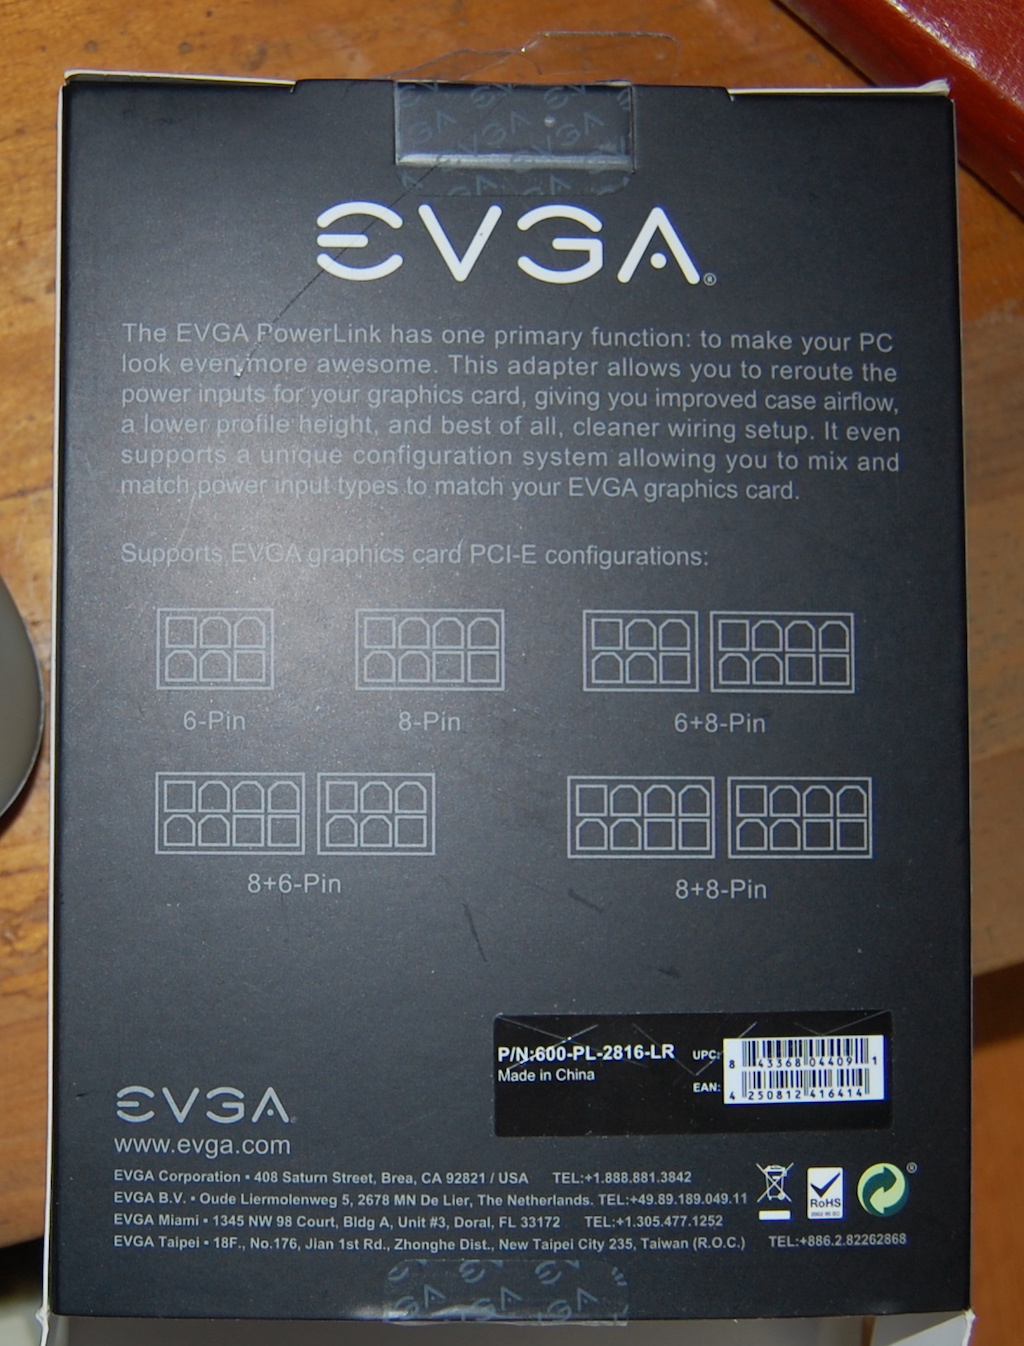 EVGA®
The EVGA PowerLink has one primary function: to make your PC
look even more awesome. This adapter allows you to reroute the
power inputs for your graphics card, giving you improved case airflow,
a lower profile height, and best of all, cleaner wiring setup. It even
supports a unique configuration system allowing you to mix and
match power input types to match your EVGA graphics card.
Supports EVGA graphics card PCI-E configurations:
6-Pin 8-Pin 6+8-Pin
8+6-Pin 8+8-Pin
P/N:600-PL-2816-LR
Made in China
UPC: 8 43368 04409 1
EAN: 4 250812 416414
EVGA®
www.evga.com
EVGA Corporation • 408 Saturn Street, Brea, CA 92821 / USA TEL:+1.888.881.3842
EVGA B.V. • Oude Liermolenweg 5, 2678 MN De Lier, The Netherlands. TEL:+49.89.189.049.11
EVGA Miami • 1345 NW 98 Court, Bldg A, Unit #3, Doral, FL 33172 TEL:+1.305.477.1252
EVGA Taipei • 18F., No.176, Jian 1st Rd., Zhonghe Dist., New Taipei City 235, Taiwan (R.O.C.) TEL:+886.2.82262868
RoHS
®